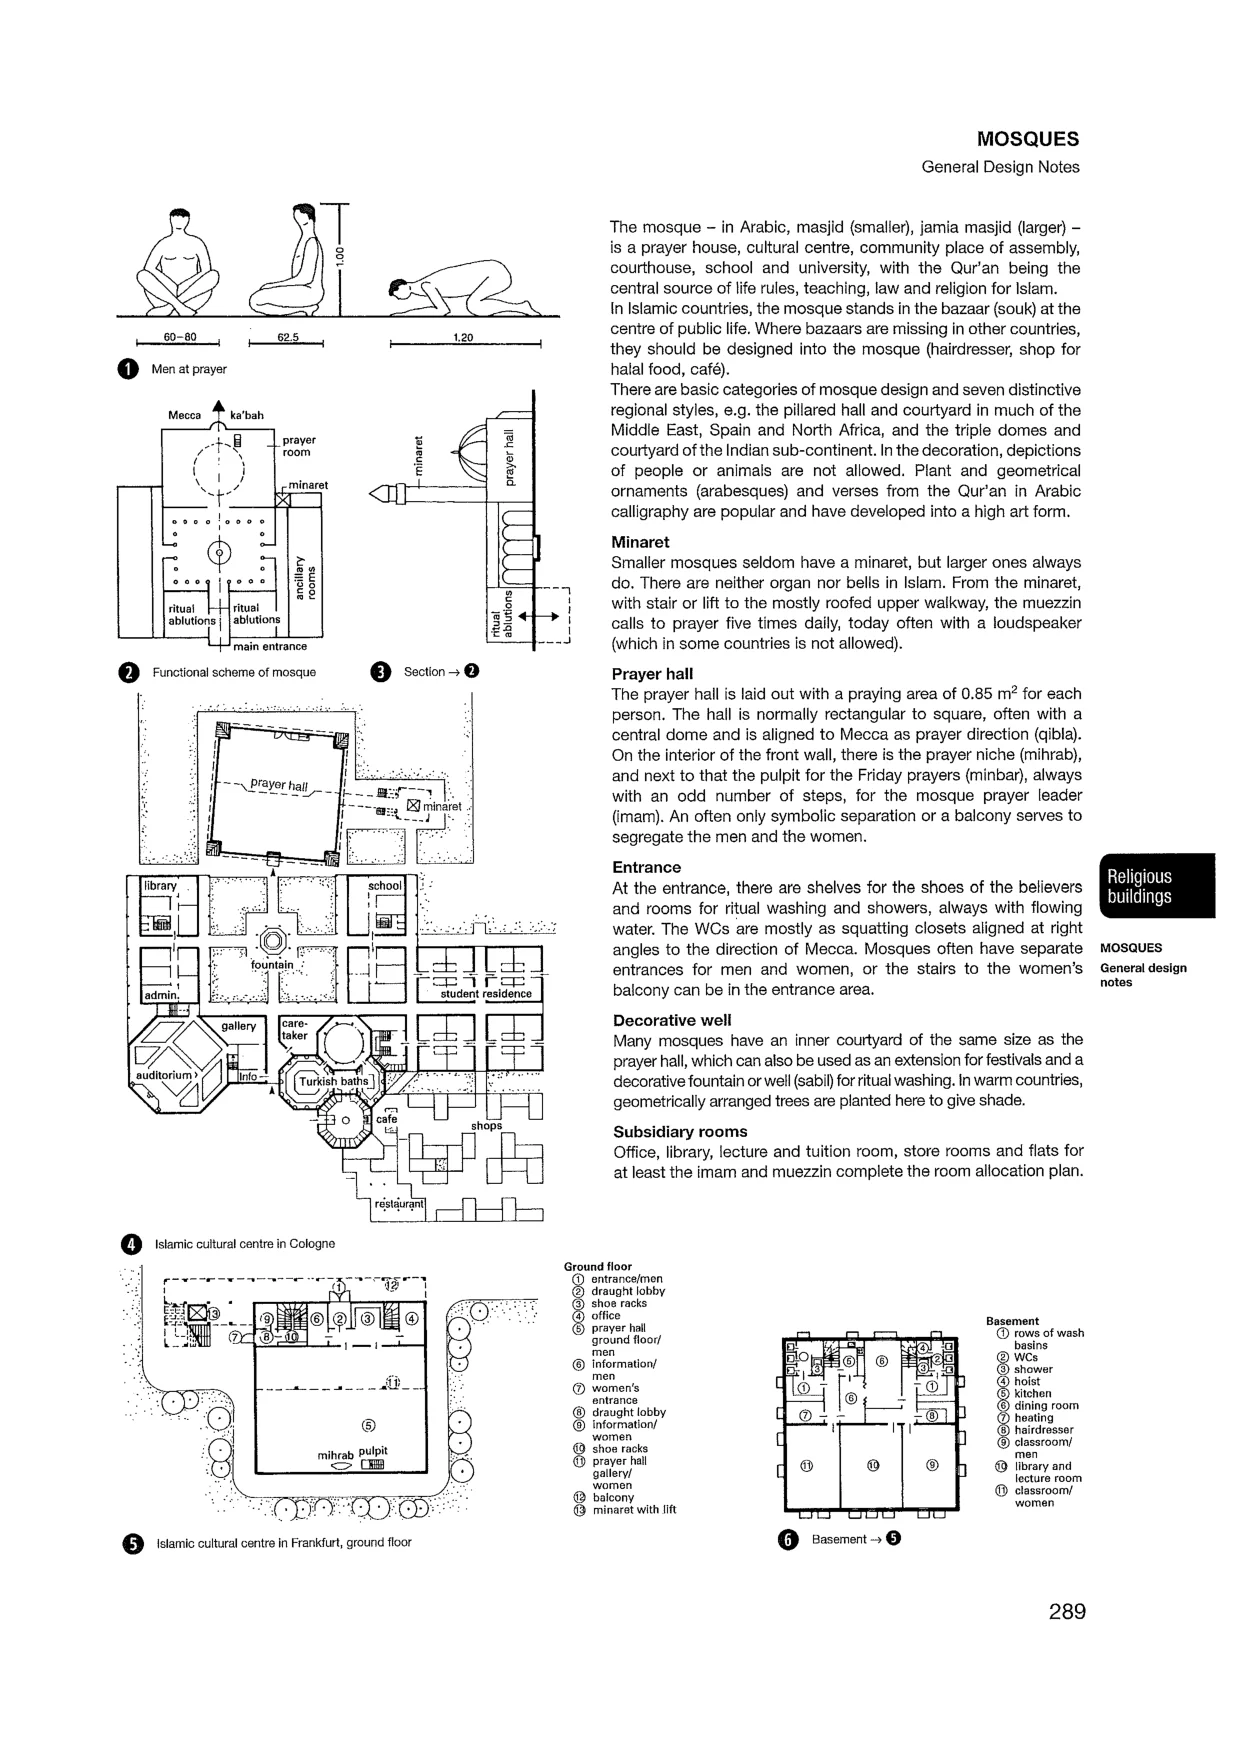 MOSQUES
General Design Notes
1.00
60–80
62.5
1.20
1 Men at prayer
Mecca
ka'bah
prayer
room
minaret
ancillary
rooms
ritual
ablutions
ritual
ablutions
main entrance
2 Functional scheme of mosque
minaret
prayer hall
ritual
ablutions
3 Section → 2
prayer hall
minaret
library
school
fountain
admin.
student residence
gallery
care-
taker
auditorium
Info
Turkish baths
cafe
shops
restaurant
4 Islamic cultural centre in Cologne
1
12
13
9
6
2
3
4
7
8
10
11
5
mihrab
pulpit
5 Islamic cultural centre in Frankfurt, ground floor
The mosque – in Arabic, masjid (smaller), jamia masjid (larger) –
is a prayer house, cultural centre, community place of assembly,
courthouse, school and university, with the Qur'an being the
central source of life rules, teaching, law and religion for Islam.
In Islamic countries, the mosque stands in the bazaar (souk) at the
centre of public life. Where bazaars are missing in other countries,
they should be designed into the mosque (hairdresser, shop for
halal food, café).
There are basic categories of mosque design and seven distinctive
regional styles, e.g. the pillared hall and courtyard in much of the
Middle East, Spain and North Africa, and the triple domes and
courtyard of the Indian sub-continent. In the decoration, depictions
of people or animals are not allowed. Plant and geometrical
ornaments (arabesques) and verses from the Qur'an in Arabic
calligraphy are popular and have developed into a high art form.
Minaret
Smaller mosques seldom have a minaret, but larger ones always
do. There are neither organ nor bells in Islam. From the minaret,
with stair or lift to the mostly roofed upper walkway, the muezzin
calls to prayer five times daily, today often with a loudspeaker
(which in some countries is not allowed).
Prayer hall
The prayer hall is laid out with a praying area of 0.85 m² for each
person. The hall is normally rectangular to square, often with a
central dome and is aligned to Mecca as prayer direction (qibla).
On the interior of the front wall, there is the prayer niche (mihrab),
and next to that the pulpit for the Friday prayers (minbar), always
with an odd number of steps, for the mosque prayer leader
(imam). An often only symbolic separation or a balcony serves to
segregate the men and the women.
Entrance
At the entrance, there are shelves for the shoes of the believers
and rooms for ritual washing and showers, always with flowing
water. The WCs are mostly as squatting closets aligned at right
angles to the direction of Mecca. Mosques often have separate
entrances for men and women, or the stairs to the women's
balcony can be in the entrance area.
Decorative well
Many mosques have an inner courtyard of the same size as the
prayer hall, which can also be used as an extension for festivals and a
decorative fountain or well (sabil) for ritual washing. In warm countries,
geometrically arranged trees are planted here to give shade.
Subsidiary rooms
Office, library, lecture and tuition room, store rooms and flats for
at least the imam and muezzin complete the room allocation plan.
Religious
buildings
MOSQUES
General design
notes
Ground floor
1 entrance/men
2 draught lobby
3 shoe racks
4 office
5 prayer hall
ground floor/
men
6 information/
men
7 women's
entrance
8 draught lobby
9 information/
women
10 shoe racks
11 prayer hall
gallery/
women
12 balcony
13 minaret with lift
3
5
6
4
2
3
1
6
1
7
8
11
10
9
6 Basement → 5
Basement
1 rows of wash
basins
2 WCs
3 shower
4 hoist
5 kitchen
6 dining room
7 heating
8 hairdresser
9 classroom/
men
10 library and
lecture room
11 classroom/
women
289